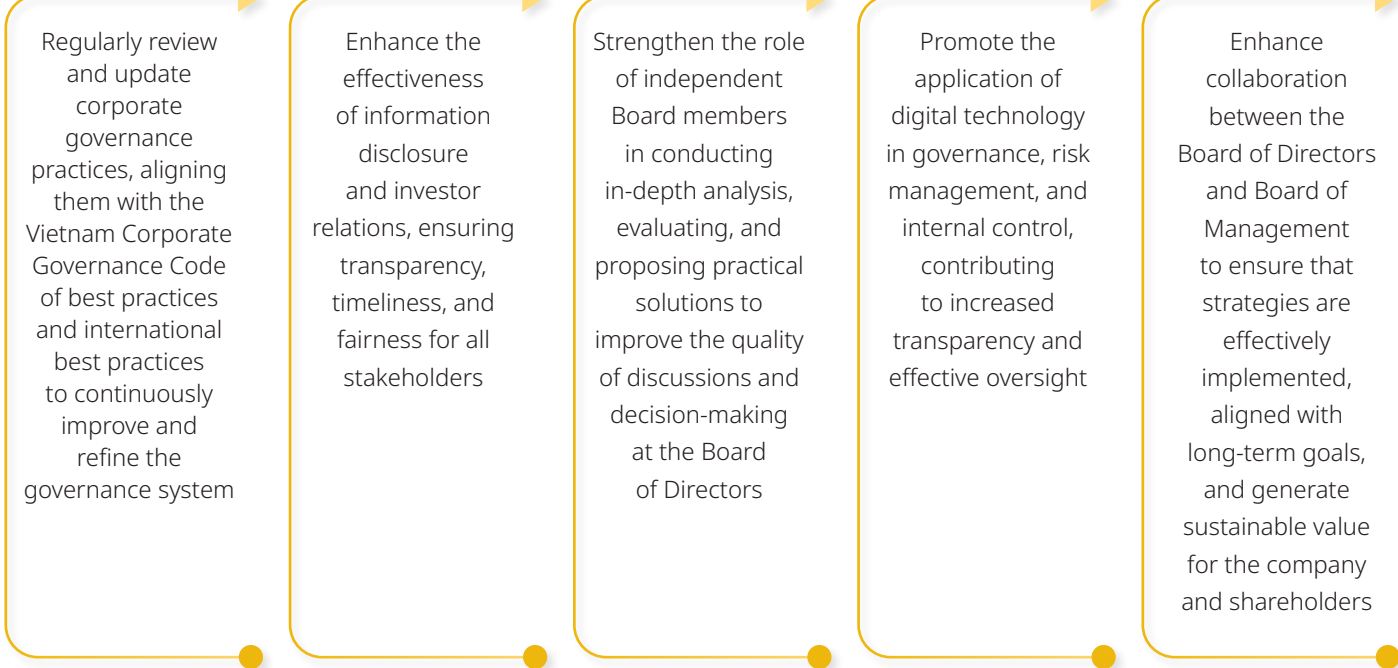 Regularly review
and update
corporate
governance
practices, aligning
them with the
Vietnam Corporate
Governance Code
of best practices
and international
best practices
to continuously
improve and
refine the
governance system
Enhance the
effectiveness
of information
disclosure
and investor
relations, ensuring
transparency,
timeliness, and
fairness for all
stakeholders
Strengthen the role
of independent
Board members
in conducting
in-depth analysis,
evaluating, and
proposing practical
solutions to
improve the quality
of discussions and
decision-making
at the Board
of Directors
Promote the
application of
digital technology
in governance, risk
management, and
internal control,
contributing
to increased
transparency and
effective oversight
Enhance
collaboration
between the
Board of Directors
and Board of
Management
to ensure that
strategies are
effectively
implemented,
aligned with
long-term goals,
and generate
sustainable value
for the company
and shareholders